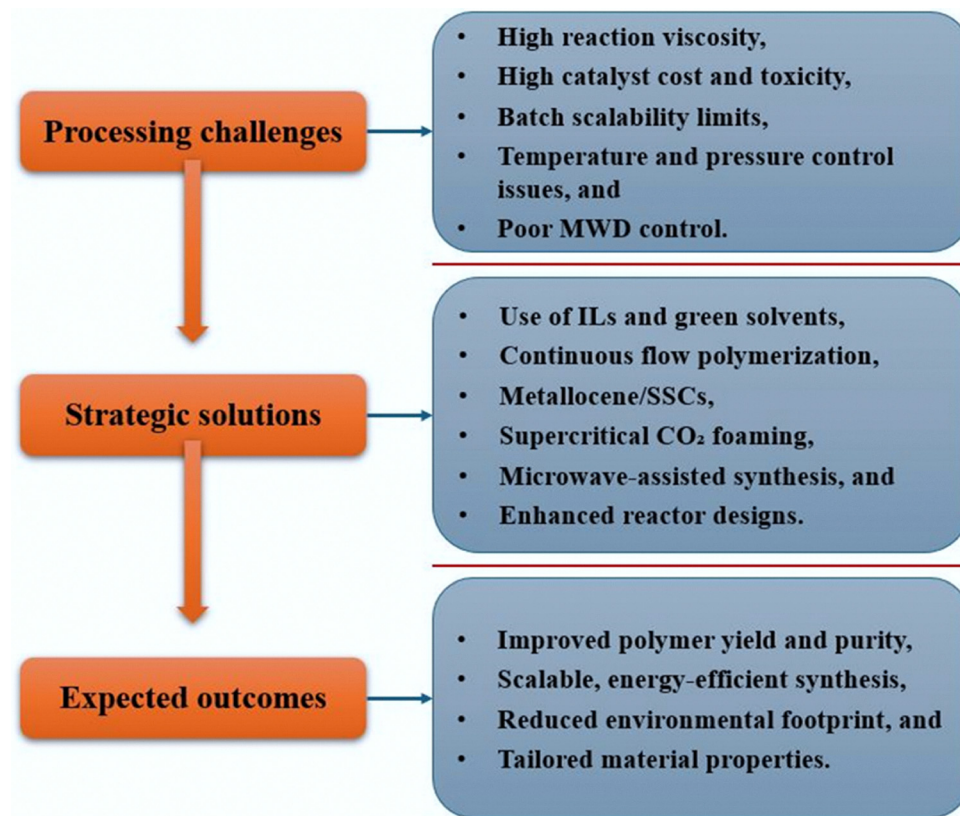 Processing challenges
• High reaction viscosity,
• High catalyst cost and toxicity,
• Batch scalability limits,
• Temperature and pressure control
issues, and
• Poor MWD control.
Strategic solutions
• Use of ILs and green solvents,
• Continuous flow polymerization,
• Metallocene/SSCs,
• Supercritical CO₂ foaming,
• Microwave-assisted synthesis, and
• Enhanced reactor designs.
Expected outcomes
• Improved polymer yield and purity,
• Scalable, energy-efficient synthesis,
• Reduced environmental footprint, and
• Tailored material properties.